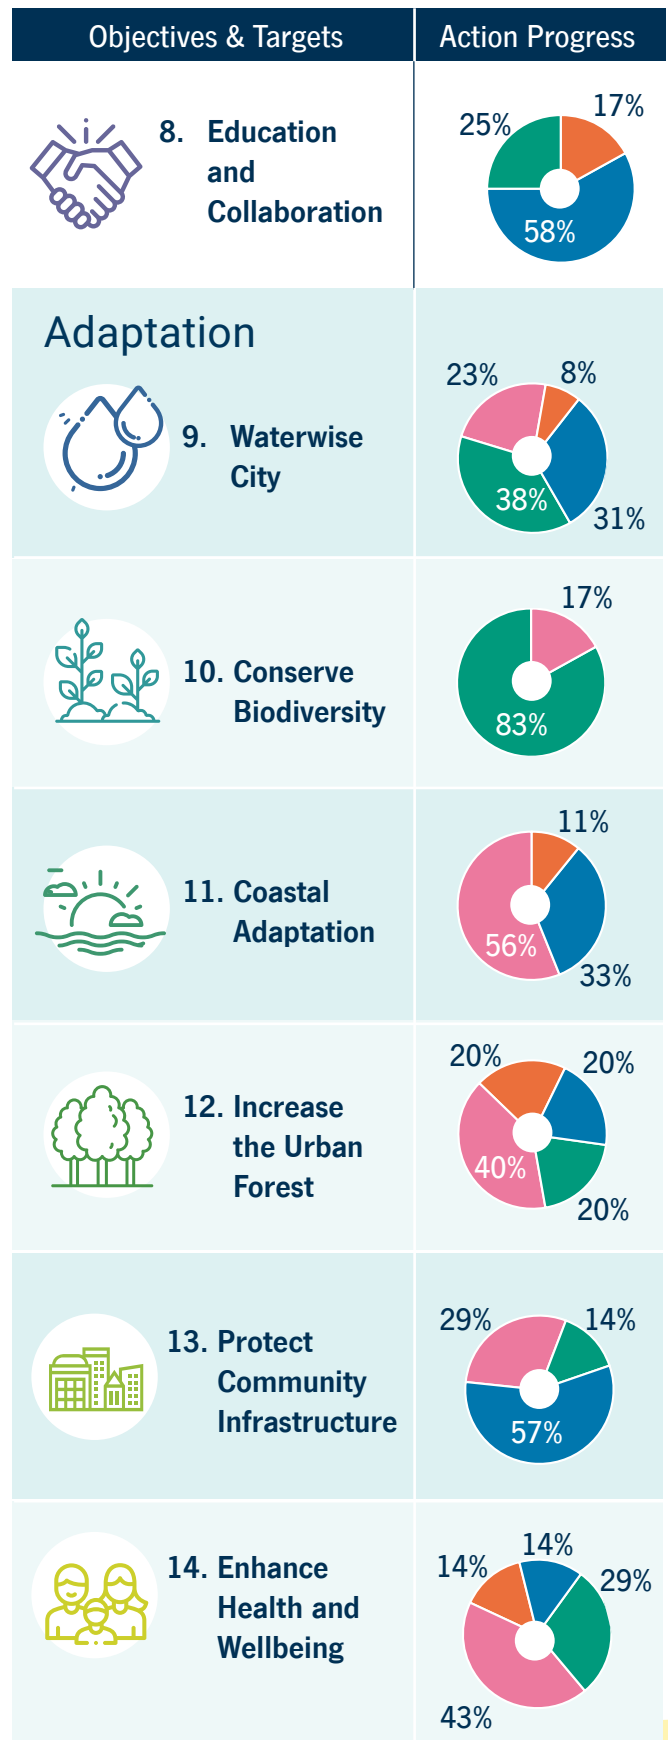 Objectives & Targets
Action Progress
8. Education
and
Collaboration
25%
17%
58%
Adaptation
9. Waterwise
City
23%
8%
38%
31%
10. Conserve
Biodiversity
17%
83%
11. Coastal
Adaptation
11%
56%
33%
12. Increase
the Urban
Forest
20%
20%
40%
20%
13. Protect
Community
Infrastructure
29%
14%
57%
14. Enhance
Health and
Wellbeing
14%
14%
29%
43%